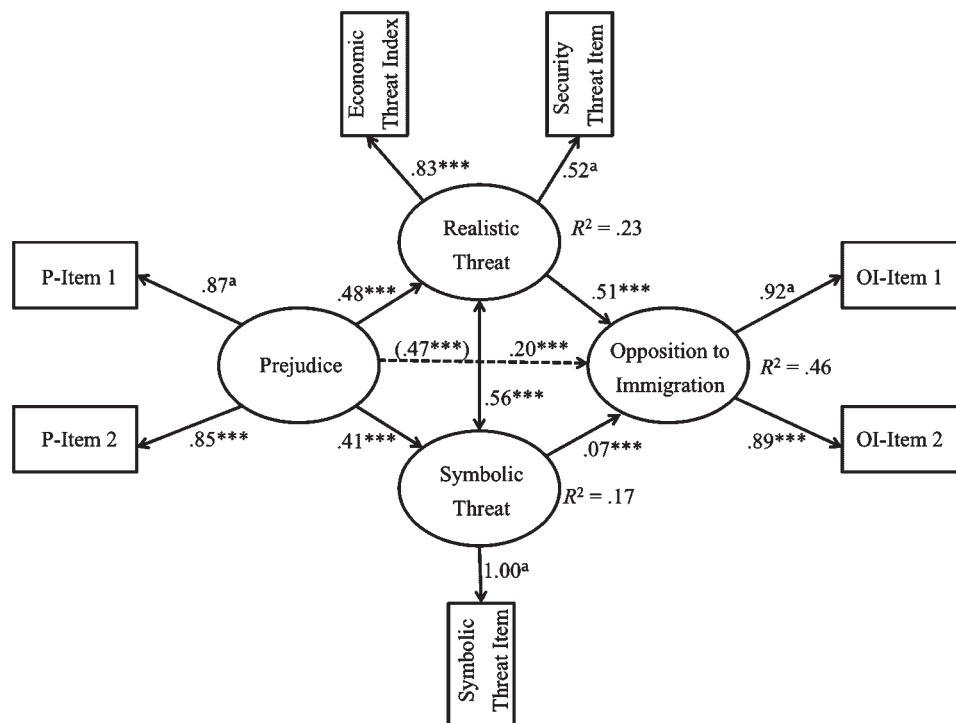 Economic
Threat Index
Security
Threat Item
.83***
.52ᵃ
Realistic
Threat
R² = .23
P-Item 1
.87ᵃ
.48***
.51***
.92ᵃ
OI-Item 1
Prejudice
(.47***)
.20***
Opposition to
Immigration
R² = .46
P-Item 2
.85***
.41***
.56***
.07***
.89***
OI-Item 2
Symbolic
Threat
R² = .17
1.00ᵃ
Symbolic
Threat Item